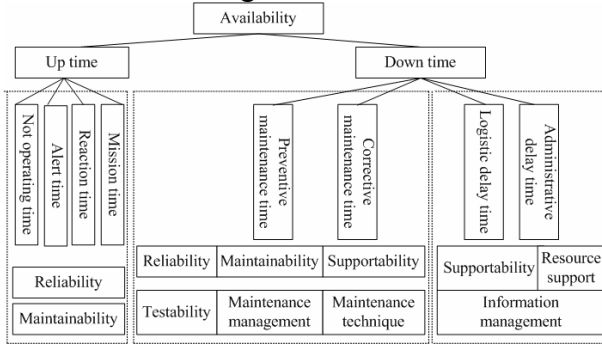 Availability
Up time
Down time
Not operating time
Alert time
Reaction time
Mission time
Preventive
maintenance time
Corrective
maintenance time
Logistic delay time
Administrative
delay time
Reliability
Maintainability
Reliability
Maintainability
Supportability
Testability
Maintenance
management
Maintenance
technique
Supportability
Resource
support
Information
management